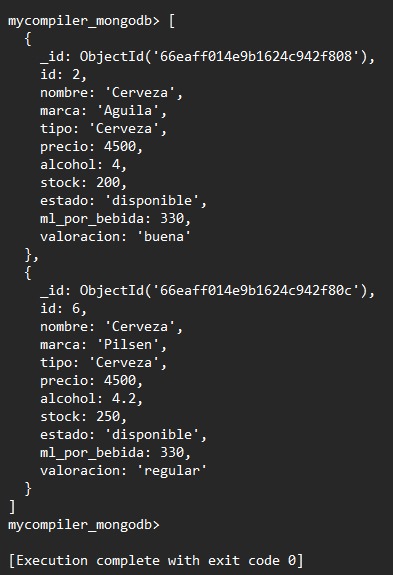 mycompiler_mongodb> [
  {
    _id: ObjectId('66eaff014e9b1624c942f808'),
    id: 2,
    nombre: 'Cerveza',
    marca: 'Aguila',
    tipo: 'Cerveza',
    precio: 4500,
    alcohol: 4,
    stock: 200,
    estado: 'disponible',
    ml_por_bebida: 330,
    valoracion: 'buena'
  },
  {
    _id: ObjectId('66eaff014e9b1624c942f80c'),
    id: 6,
    nombre: 'Cerveza',
    marca: 'Pilsen',
    tipo: 'Cerveza',
    precio: 4500,
    alcohol: 4.2,
    stock: 250,
    estado: 'disponible',
    ml_por_bebida: 330,
    valoracion: 'regular'
  }
]
mycompiler_mongodb>

[Execution complete with exit code 0]